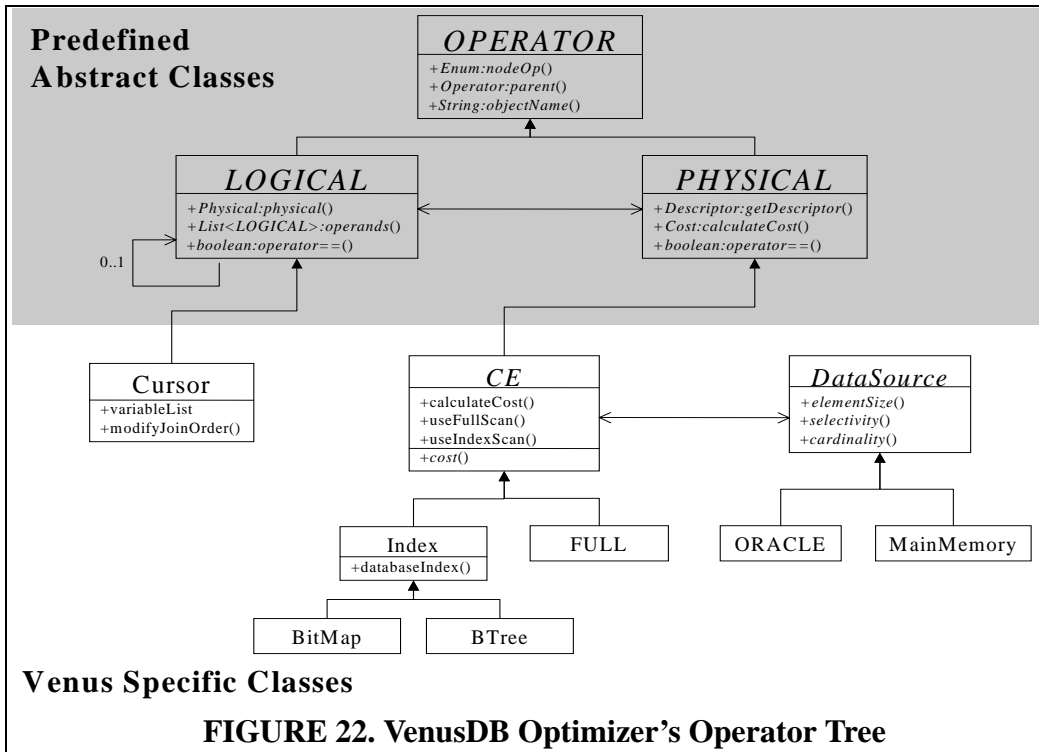 Predefined
Abstract Classes
OPERATOR
+Enum:nodeOp()
+Operator:parent()
+String:objectName()
LOGICAL
+Physical:physical()
+List<LOGICAL>:operands()
+boolean:operator==()
0..1
PHYSICAL
+Descriptor:getDescriptor()
+Cost:calculateCost()
+boolean:operator==()
Cursor
+variableList
+modifyJoinOrder()
CE
+calculateCost()
+useFullScan()
+useIndexScan()
+cost()
DataSource
+elementSize()
+selectivity()
+cardinality()
Index
+databaseIndex()
FULL
ORACLE
MainMemory
BitMap
BTree
Venus Specific Classes
FIGURE 22. VenusDB Optimizer's Operator Tree